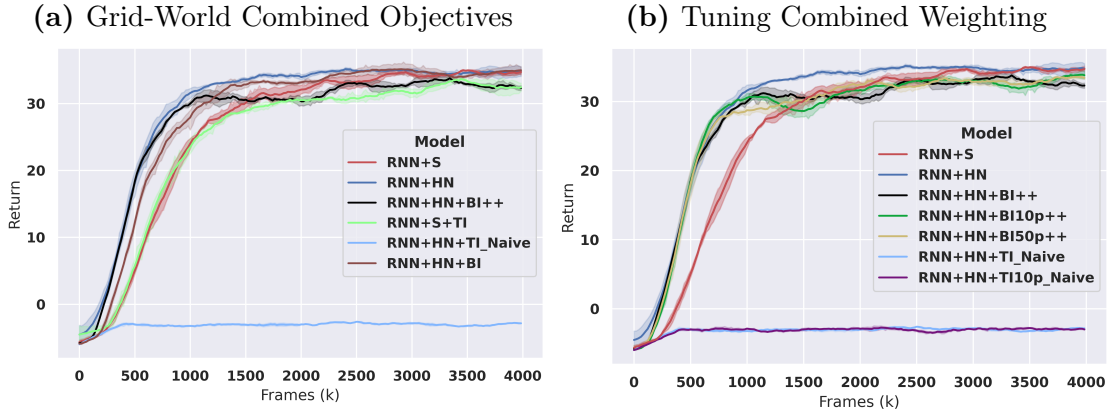 (a) Grid-World Combined Objectives
30
20
10
0
Return
0 500 1000 1500 2000 2500 3000 3500 4000
Frames (k)
Model
RNN+S
RNN+HN
RNN+HN+BI++
RNN+S+TI
RNN+HN+TI_Naive
RNN+HN+BI
(b) Tuning Combined Weighting
30
20
10
0
Return
0 500 1000 1500 2000 2500 3000 3500 4000
Frames (k)
Model
RNN+S
RNN+HN
RNN+HN+BI++
RNN+HN+BI10p++
RNN+HN+BI50p++
RNN+HN+TI_Naive
RNN+HN+TI10p_Naive